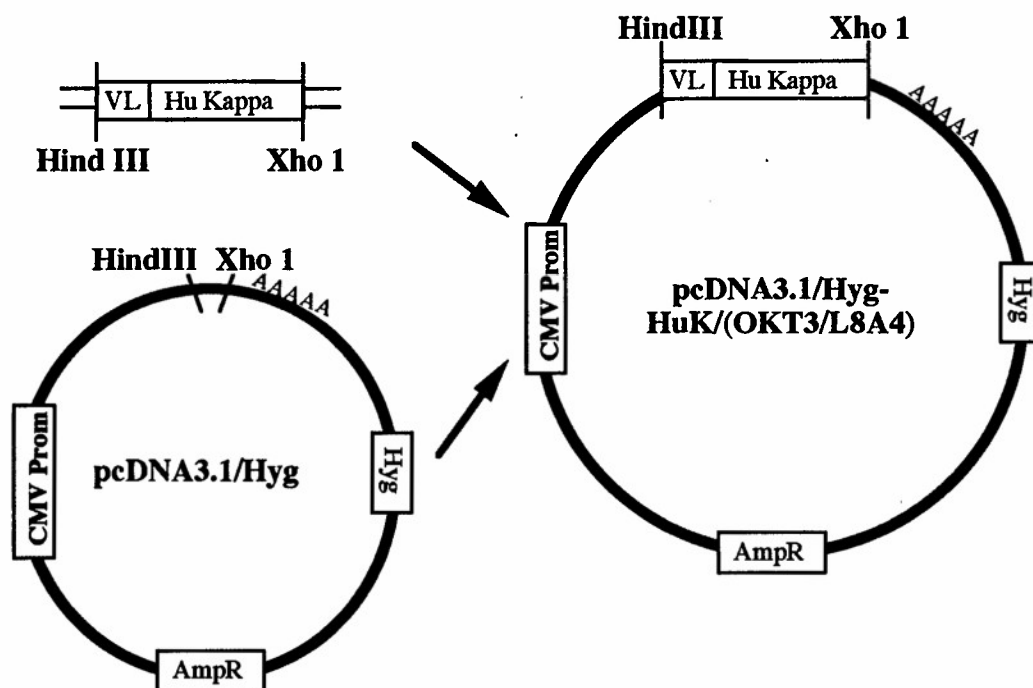 HindIII Xho 1
VL Hu Kappa
AAAAA
VL Hu Kappa
Hind III Xho 1
HindIII Xho 1
AAAAA
CMV Prom
pcDNA3.1/Hyg-
HuK/(OKT3/L8A4)
Hyg
CMV Prom
pcDNA3.1/Hyg
Hyg
AmpR
AmpR